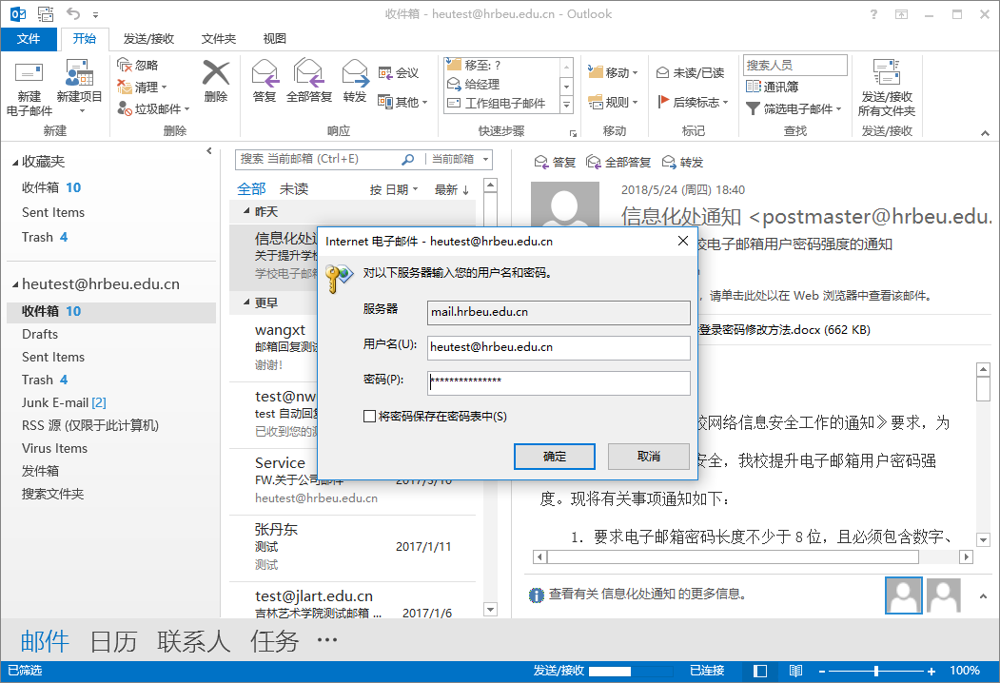 收件箱 - heutest@hrbeu.edu.cn - Outlook
文件 开始 发送/接收 文件夹 视图
新建
电子邮件
新建项目
新建
忽略
清理
垃圾邮件
删除
删除
答复 全部答复 转发
会议
其他
响应
移至: ?
给经理
工作组电子邮件
快速步骤
移动
规则
移动
未读/已读
后续标志
标记
搜索人员
通讯簿
筛选电子邮件
查找
发送/接收
所有文件夹
发送/接收
收藏夹
收件箱 10
Sent Items
Trash 4
heutest@hrbeu.edu.cn
收件箱 10
Drafts
Sent Items
Trash 4
Junk E-mail [2]
RSS 源 (仅限于此计算机)
Virus Items
发件箱
搜索文件夹
搜索 当前邮箱 (Ctrl+E) 当前邮箱
全部 未读 按 日期 最新 ↓
昨天
信息化处通
关于提升学校
学校电子邮箱
更早
wangxt
邮箱回复测试
谢谢!
test@nw
test 自动回复
已收到您的测
Service
FW.关于公司邮件 2017/3/16
heutest@hrbeu.edu.cn
张丹东
测试 2017/1/11
测试
test@jlart.edu.cn
吉林艺术学院测试邮箱 ... 2017/1/6
答复 全部答复 转发
2018/5/24 (周四) 18:40
信息化处通知 <postmaster@hrbeu.edu.
校电子邮箱用户密码强度的通知
，请单击此处以在 Web 浏览器中查看该邮件。
登录密码修改方法.docx (662 KB)
校网络信息安全工作的通知》要求，为
安全，我校提升电子邮箱用户密码强
度。现将有关事项通知如下：
1. 要求电子邮箱密码长度不少于 8 位，且必须包含数字、
查看有关 信息化处通知 的更多信息。
Internet 电子邮件 - heutest@hrbeu.edu.cn
对以下服务器输入您的用户名和密码。
服务器 mail.hrbeu.edu.cn
用户名(U): heutest@hrbeu.edu.cn
密码(P): ***************
将密码保存在密码表中(S)
确定 取消
邮件 日历 联系人 任务 ···
已筛选 发送/接收 已连接 100%